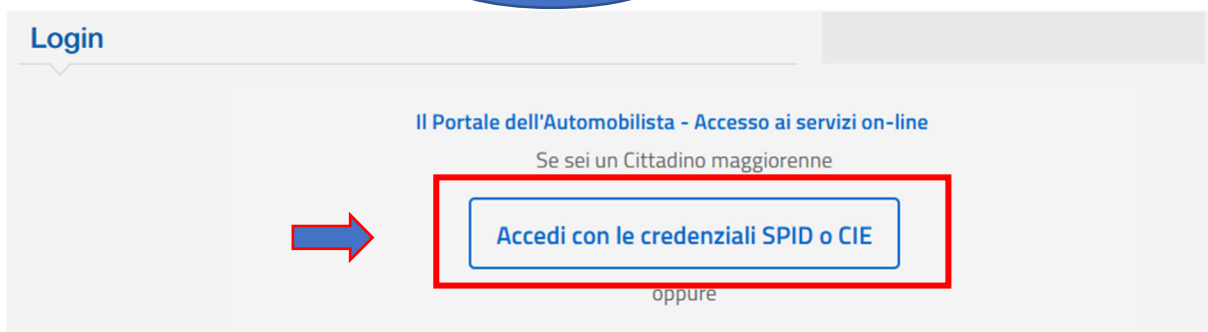 Login
Il Portale dell'Automobilista - Accesso ai servizi on-line
Se sei un Cittadino maggiorenne
Accedi con le credenziali SPID o CIE
oppure